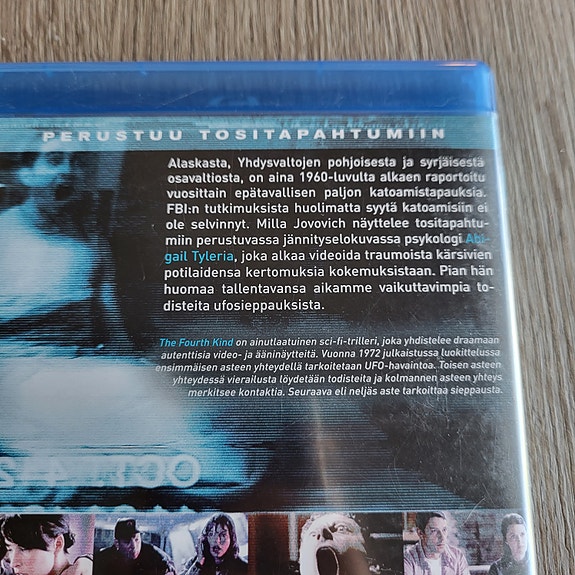 PERUSTUU TOSITAPAHTUMIIN
Alaskasta, Yhdysvaltojen pohjoisesta ja syrjäisestä
osavaltiosta, on aina 1960-luvulta alkaen raportoitu
vuosittain epätavallisen paljon katoamistapauksia.
FBI:n tutkimuksista huolimatta syytä katoamisiin ei
ole selvinnyt. Milla Jovovich näyttelee tositapahtu-
miin perustuvassa jännityselokuvassa psykologi Abi-
gail Tyleria, joka alkaa videoida traumoista kärsivien
potilaidensa kertomuksia kokemuksistaan. Pian hän
huomaa tallentavansa aikamme vaikuttavimpia to-
disteita ufosieppauksista.
The Fourth Kind on ainutlaatuinen sci-fi-trilleri, joka yhdistelee draamaan
autenttisia video- ja ääninäytteitä. Vuonna 1972 julkaistussa luokittelussa
ensimmäisen asteen yhteydellä tarkoitetaan UFO-havaintoa. Toisen asteen
yhteydessä vierailusta löydetään todisteita ja kolmannen asteen yhteys
merkitsee kontaktia. Seuraava eli neljäs aste tarkoittaa sieppausta.